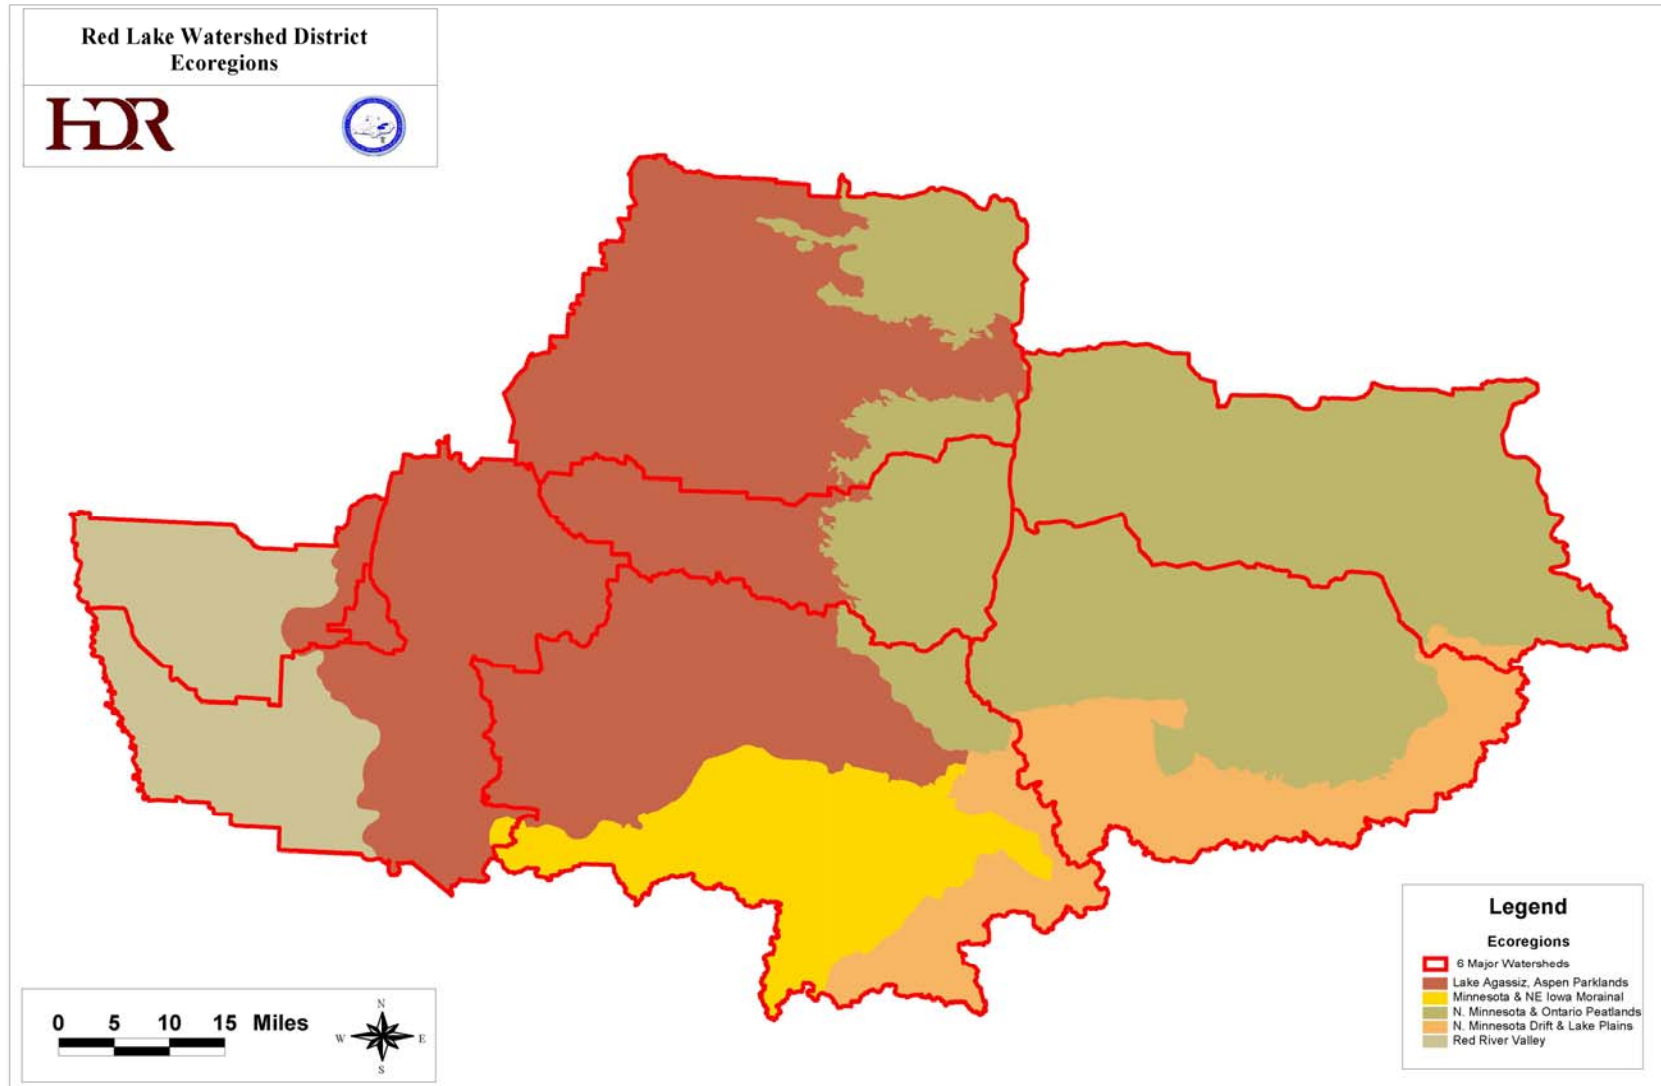 Red Lake Watershed District
Ecoregions
HDR
0 5 10 15 Miles
N
W E
S
Legend
Ecoregions
6 Major Watersheds
Lake Agassiz, Aspen Parklands
Minnesota & NE Iowa Morainal
N. Minnesota & Ontario Peatlands
N. Minnesota Drift & Lake Plains
Red River Valley